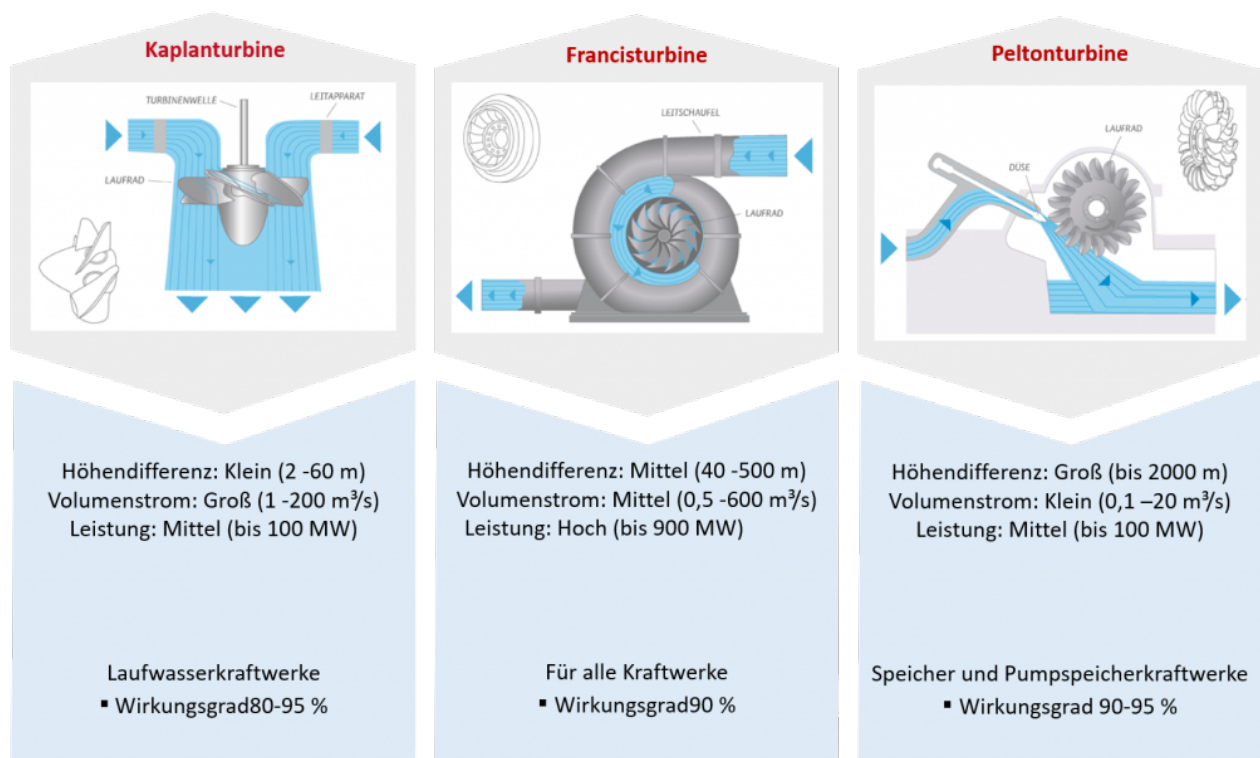 Kaplanturbine
TURBINENWELLE
LEITAPPARAT
LAUFRAD
Höhendifferenz: Klein (2 -60 m)
Volumenstrom: Groß (1 -200 m³/s)
Leistung: Mittel (bis 100 MW)
Laufwasserkraftwerke
▪ Wirkungsgrad80-95 %
Francisturbine
LEITSCHAUFEL
LAUFRAD
Höhendifferenz: Mittel (40 -500 m)
Volumenstrom: Mittel (0,5 -600 m³/s)
Leistung: Hoch (bis 900 MW)
Für alle Kraftwerke
▪ Wirkungsgrad90 %
Peltonturbine
LAUFRAD
DÜSE
Höhendifferenz: Groß (bis 2000 m)
Volumenstrom: Klein (0,1 –20 m³/s)
Leistung: Mittel (bis 100 MW)
Speicher und Pumpspeicherkraftwerke
▪ Wirkungsgrad 90-95 %